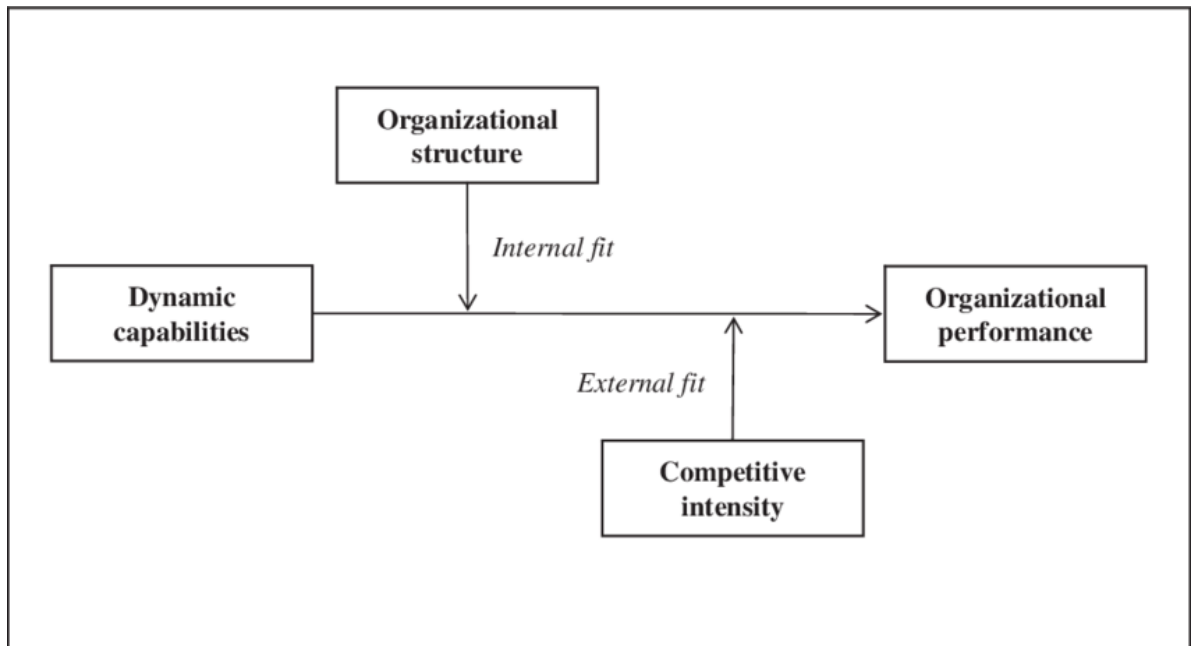 Organizational
structure
Internal fit
Dynamic
capabilities
Organizational
performance
External fit
Competitive
intensity